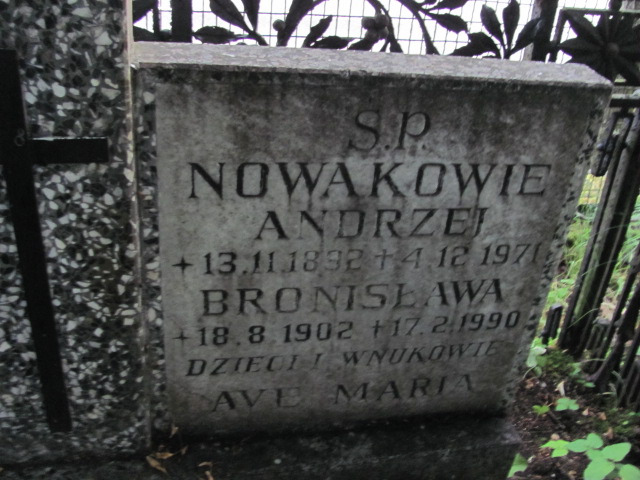 S.P.
NOWAKOWIE
ANDRZEJ
+13.11.1892 +4.12.1971
BRONISŁAWA
+18.8.1902 +17.2.1990
DZIECI I WNUKOWIE
AVE MARIA